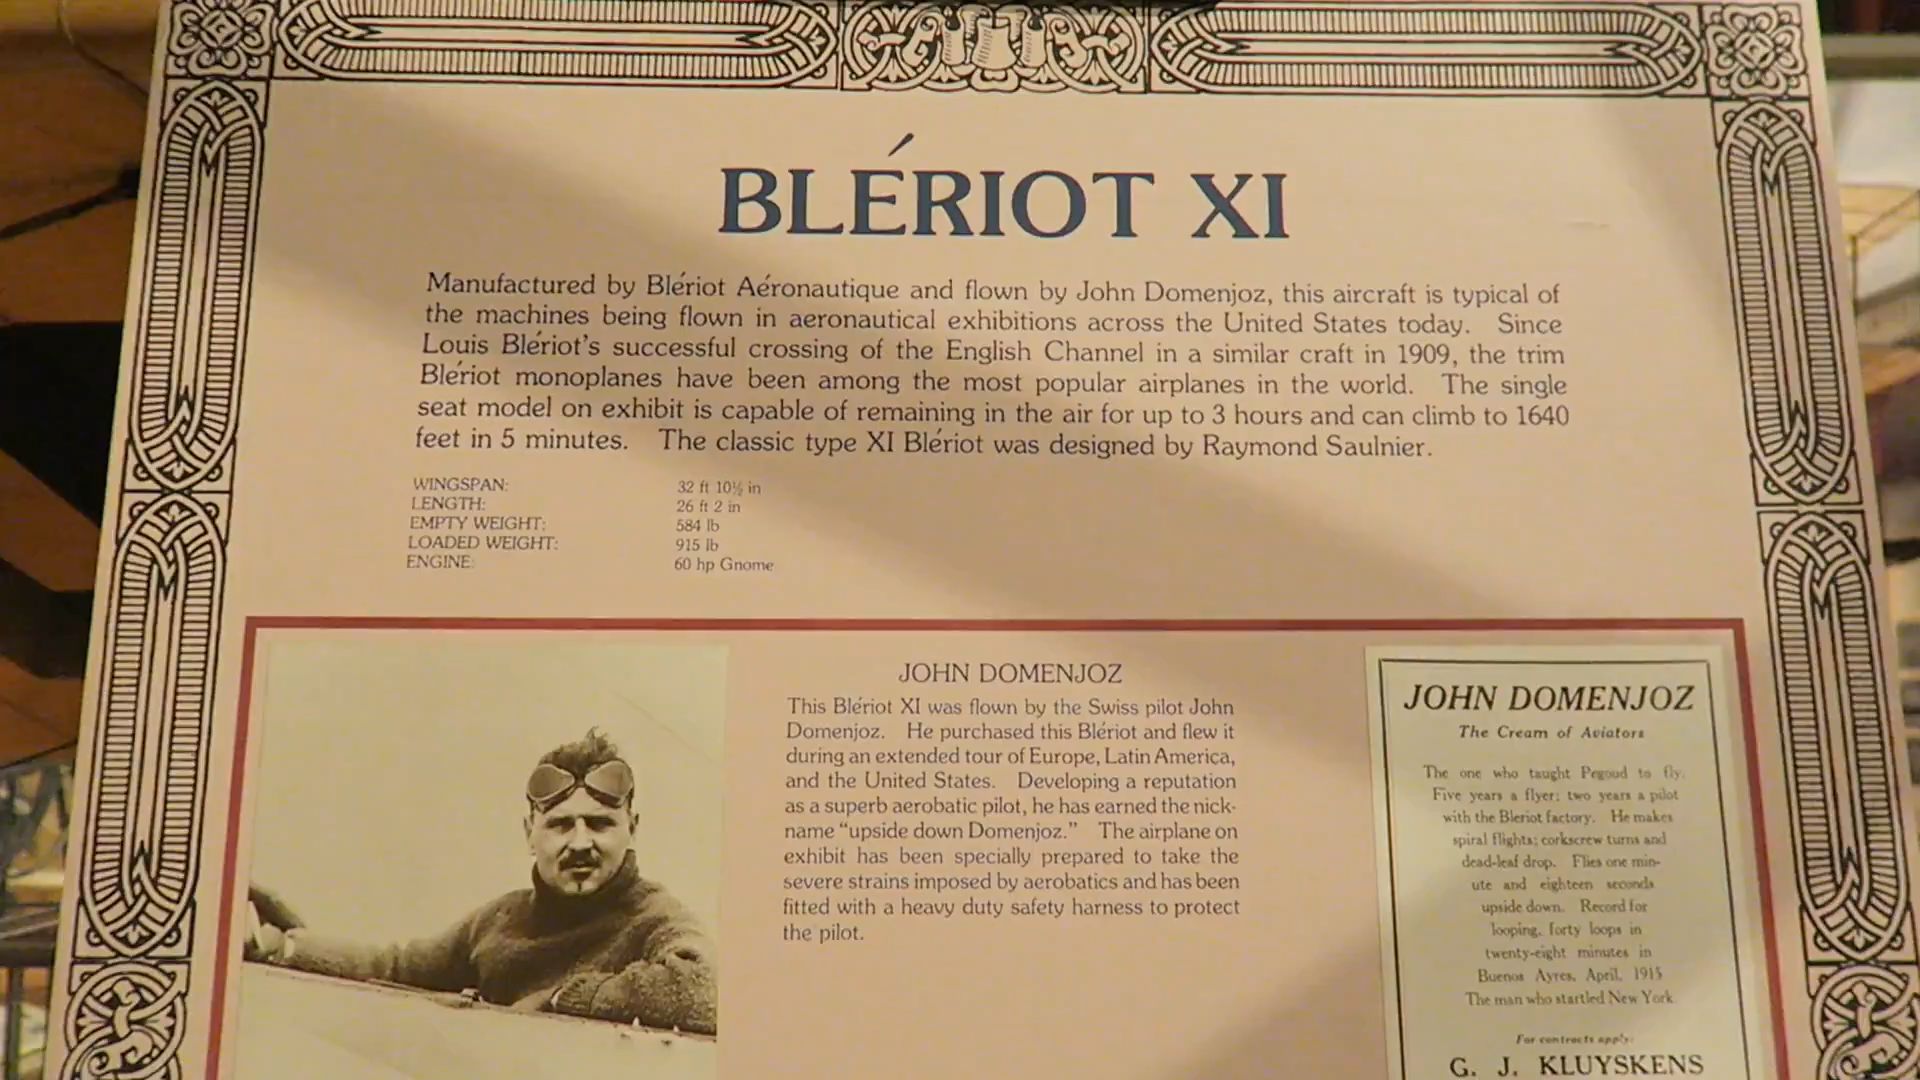 BLÉRIOT XI
Manufactured by Blériot Aéronautique and flown by John Domenjoz, this aircraft is typical of
the machines being flown in aeronautical exhibitions across the United States today. Since
Louis Blériot's successful crossing of the English Channel in a similar craft in 1909, the trim
Blériot monoplanes have been among the most popular airplanes in the world. The single
seat model on exhibit is capable of remaining in the air for up to 3 hours and can climb to 1640
feet in 5 minutes. The classic type XI Blériot was designed by Raymond Saulnier.
WINGSPAN: 32 ft 10½ in
LENGTH: 26 ft 2 in
EMPTY WEIGHT: 584 lb
LOADED WEIGHT: 915 lb
ENGINE: 60 hp Gnome
JOHN DOMENJOZ
This Blériot XI was flown by the Swiss pilot John
Domenjoz. He purchased this Blériot and flew it
during an extended tour of Europe, Latin America,
and the United States. Developing a reputation
as a superb aerobatic pilot, he has earned the nick-
name "upside down Domenjoz." The airplane on
exhibit has been specially prepared to take the
severe strains imposed by aerobatics and has been
fitted with a heavy duty safety harness to protect
the pilot.
JOHN DOMENJOZ
The Cream of Aviators
The one who taught Pegoud to fly.
Five years a flyer; two years a pilot
with the Bleriot factory. He makes
spiral flights; corkscrew turns and
dead-leaf drop. Flies one min-
ute and eighteen seconds
upside down. Record for
looping, forty loops in
twenty-eight minutes in
Buenos Ayres, April, 1915
The man who startled New York
For contracts apply:
G. J. KLUYSKENS